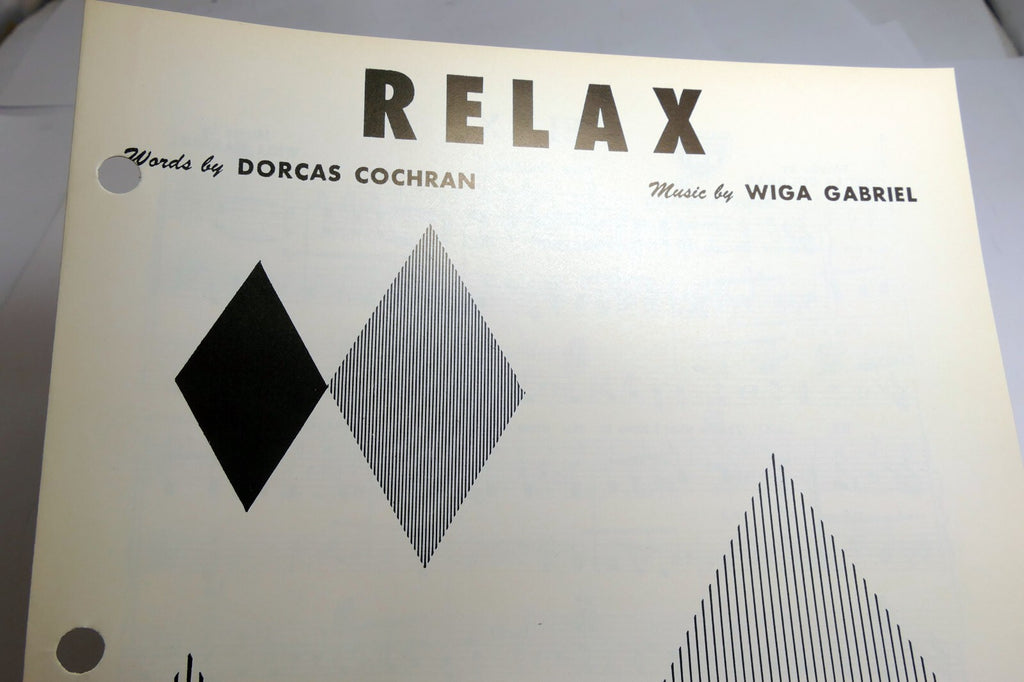 RELAX
Words by DORCAS COCHRAN
Music by WIGA GABRIEL